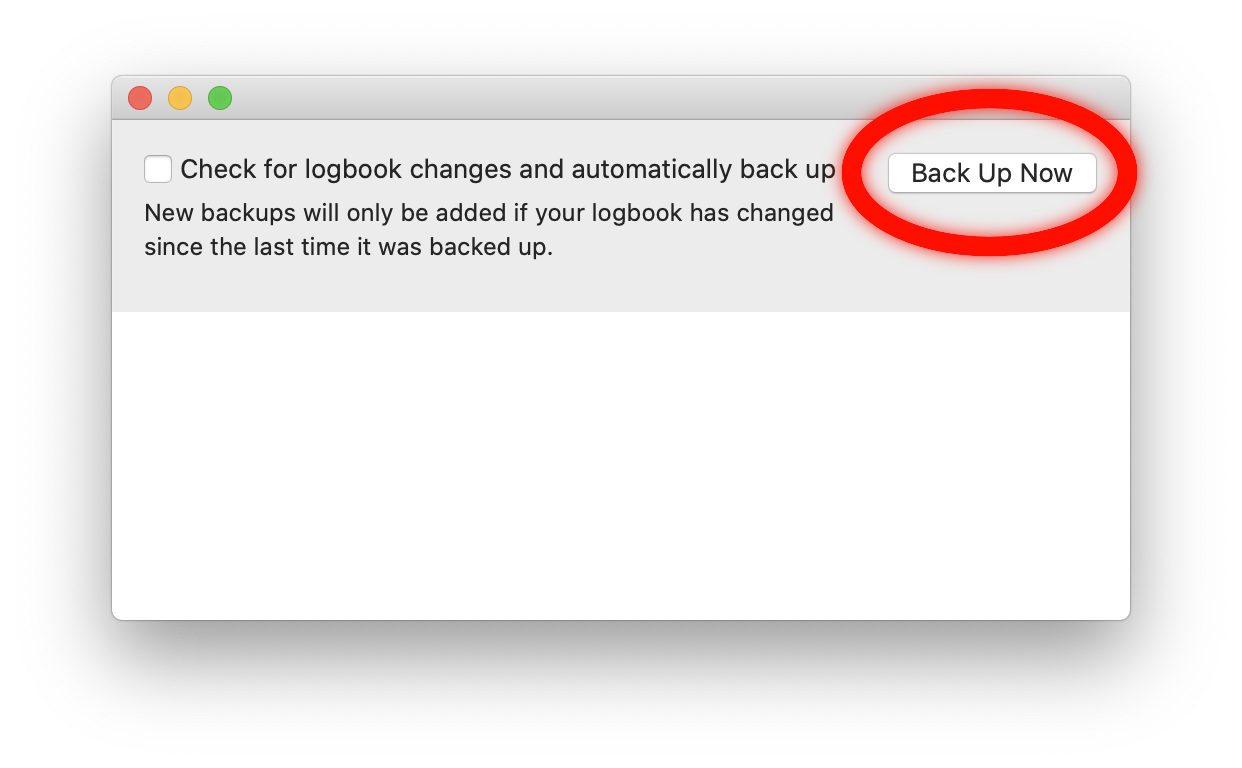 Check for logbook changes and automatically back up
Back Up Now
New backups will only be added if your logbook has changed
since the last time it was backed up.